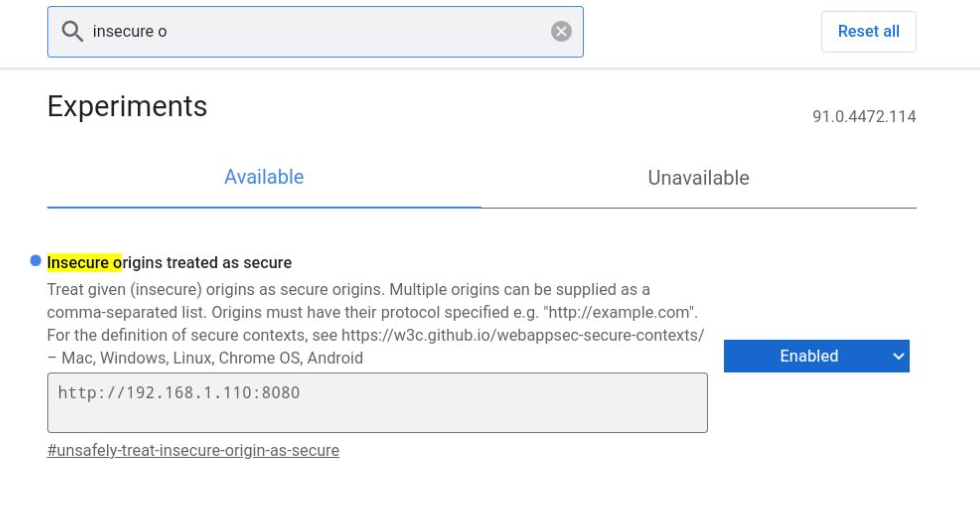 insecure o
Reset all
Experiments
91.0.4472.114
Available
Unavailable
Insecure origins treated as secure
Treat given (insecure) origins as secure origins. Multiple origins can be supplied as a
comma-separated list. Origins must have their protocol specified e.g. "http://example.com".
For the definition of secure contexts, see https://w3c.github.io/webappsec-secure-contexts/
– Mac, Windows, Linux, Chrome OS, Android
Enabled
http://192.168.1.110:8080
#unsafely-treat-insecure-origin-as-secure